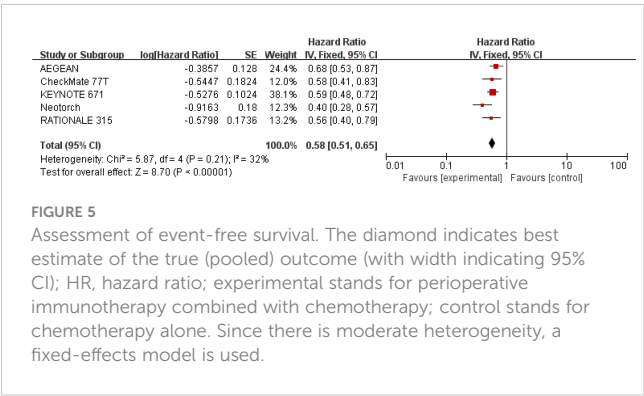 Hazard Ratio Hazard Ratio
Study or Subgroup log[Hazard Ratio] SE Weight IV, Fixed, 95% CI IV, Fixed, 95% CI
AEGEAN -0.3857 0.128 24.4% 0.68 [0.53, 0.87]
CheckMate 77T -0.5447 0.1824 12.0% 0.58 [0.41, 0.83]
KEYNOTE 671 -0.5276 0.1024 38.1% 0.59 [0.48, 0.72]
Neotorch -0.9163 0.18 12.3% 0.40 [0.28, 0.57]
RATIONALE 315 -0.5798 0.1736 13.2% 0.56 [0.40, 0.79]
Total (95% CI) 100.0% 0.58 [0.51, 0.65]
Heterogeneity: Chi² = 5.87, df = 4 (P = 0.21); I² = 32%
Test for overall effect: Z = 8.70 (P < 0.00001)
0.01 0.1 1 10 100
Favours [experimental] Favours [control]
FIGURE 5
Assessment of event-free survival. The diamond indicates best
estimate of the true (pooled) outcome (with width indicating 95%
CI); HR, hazard ratio; experimental stands for perioperative
immunotherapy combined with chemotherapy; control stands for
chemotherapy alone. Since there is moderate heterogeneity, a
fixed-effects model is used.